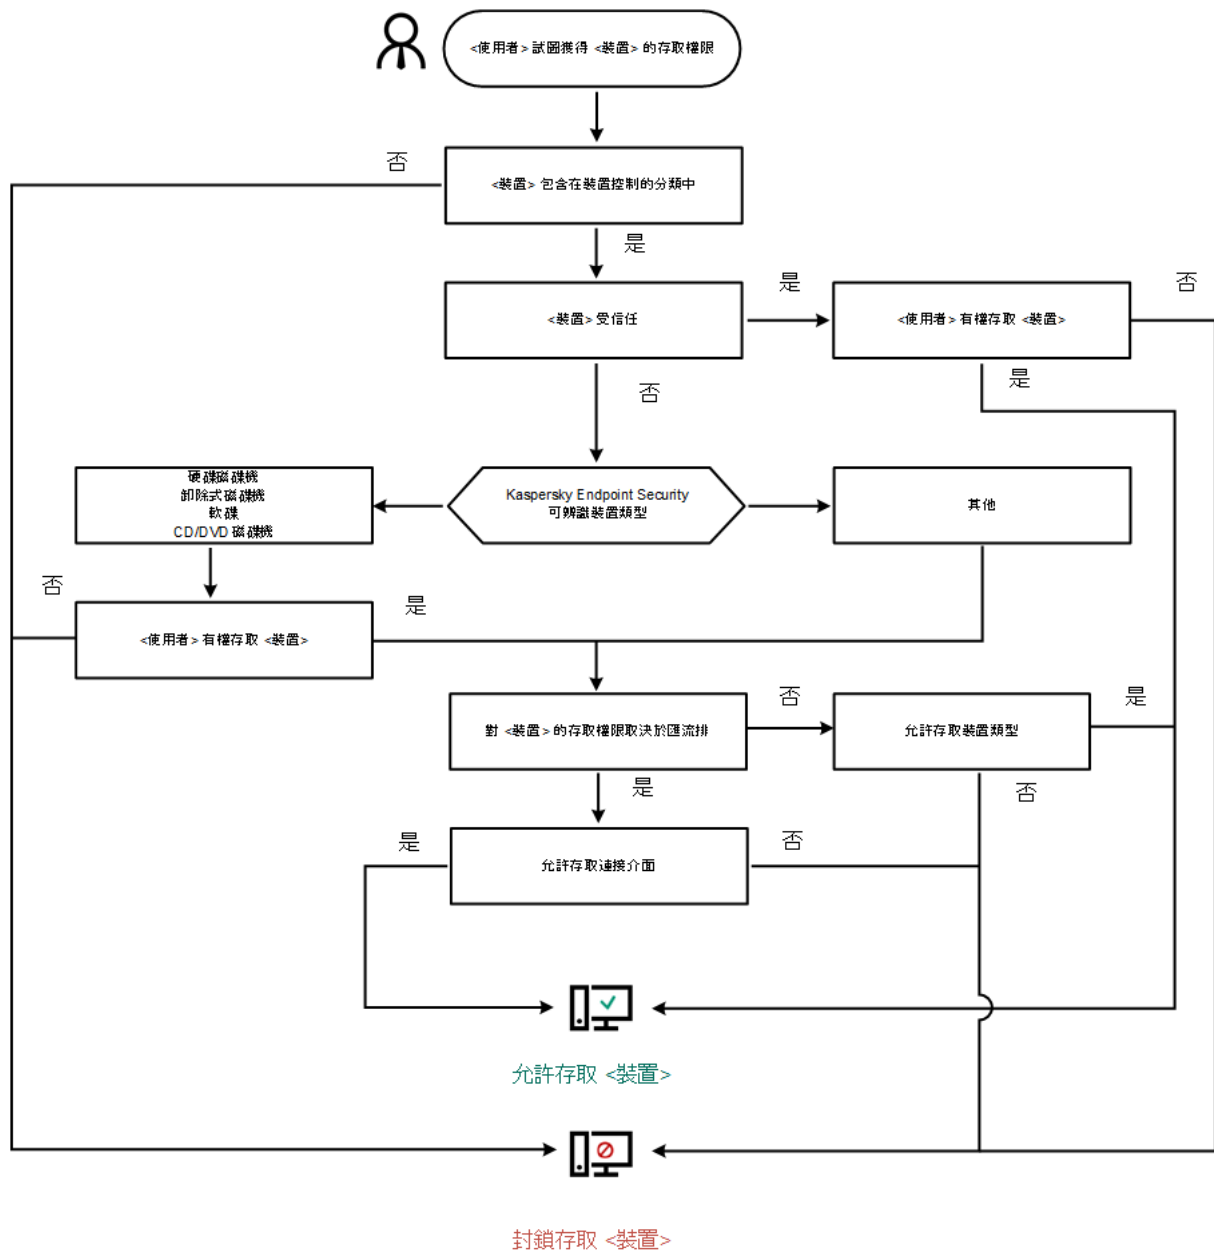 <使用者> 試圖獲得 <裝置> 的存取權限
否
<裝置> 包含在裝置控制的分類中
是
是
否
<裝置> 受信任
<使用者> 有權存取 <裝置>
是
否
硬碟磁碟機
卸除式磁碟機
軟碟
CD/DVD 磁碟機
Kaspersky Endpoint Security
可辨識裝置類型
其他
否
是
<使用者> 有權存取 <裝置>
否
是
對 <裝置> 的存取權限取決於匯流排
允許存取裝置類型
是
否
是
否
允許存取連接介面
允許存取 <裝置>
封鎖存取 <裝置>